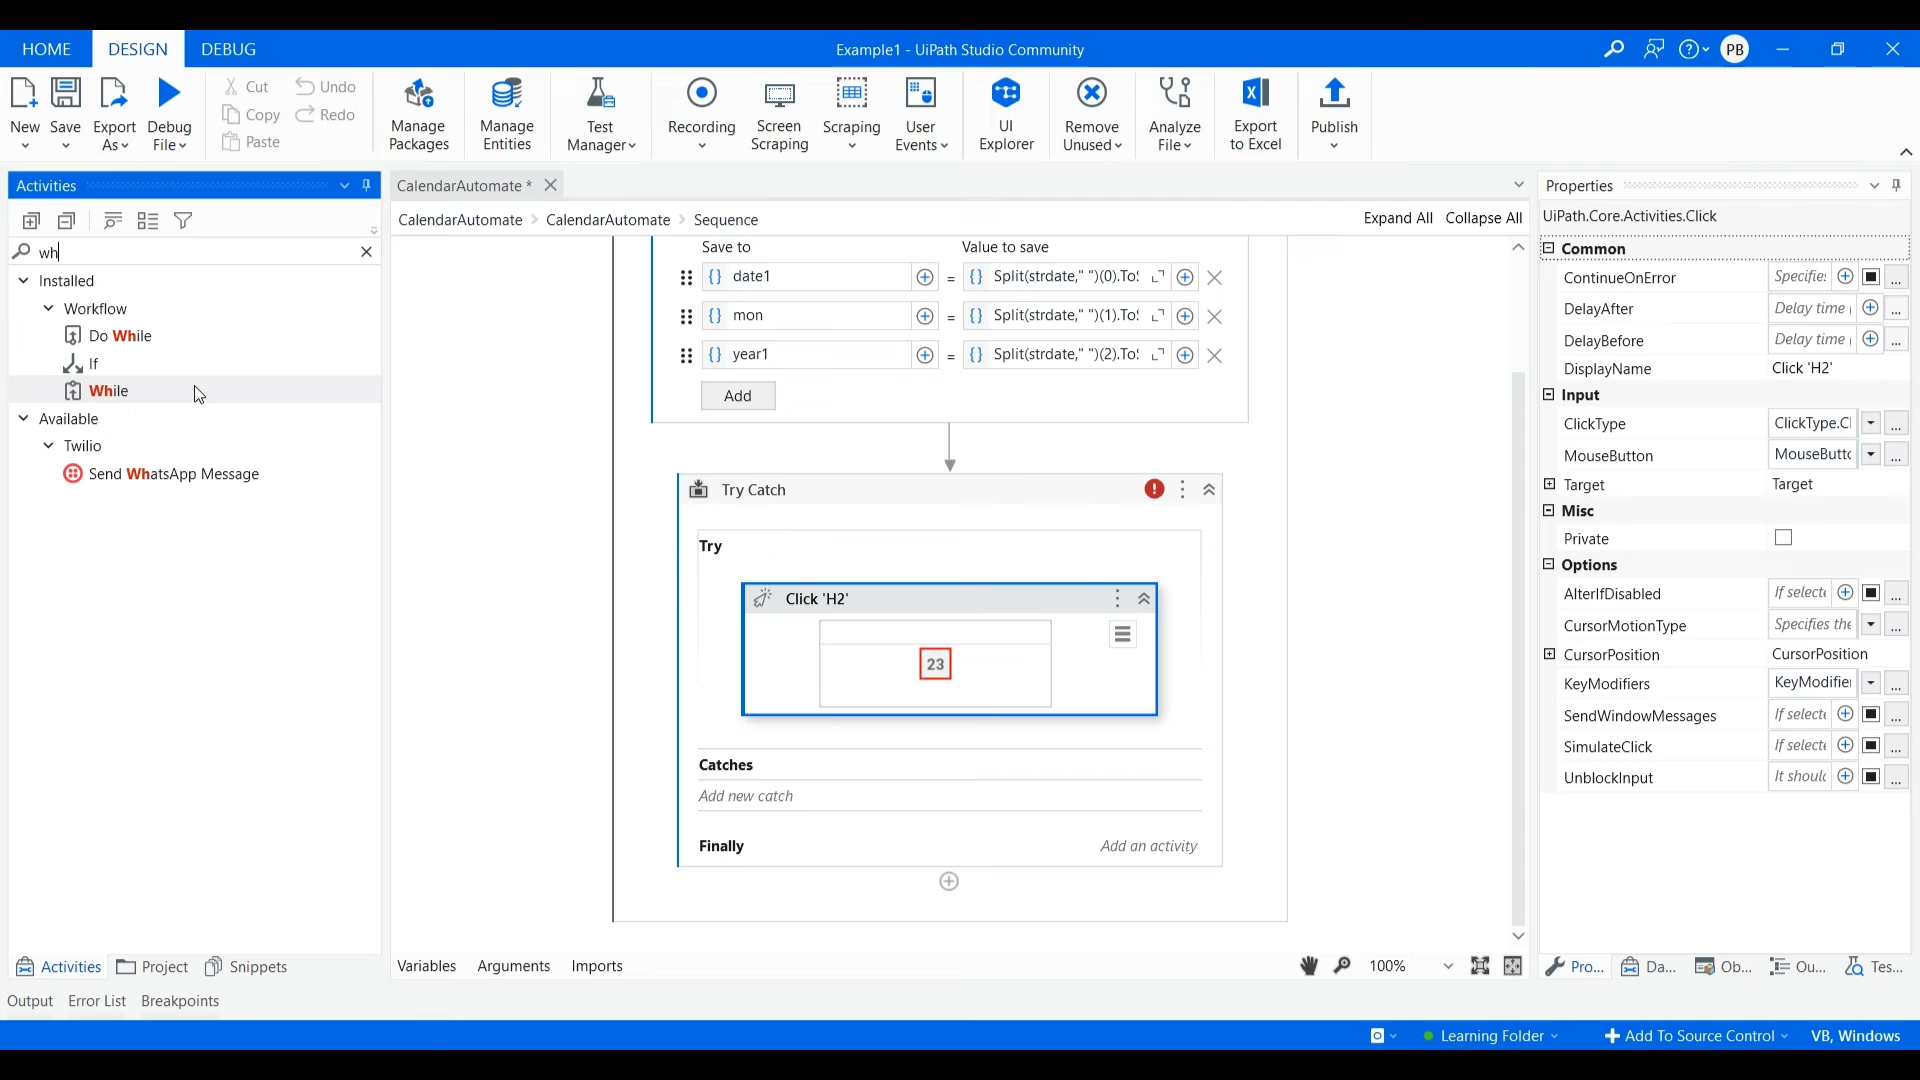 HOME DESIGN DEBUG Example1 - UiPath Studio Community PB
New Save Export As Debug File Cut Copy Paste Undo Redo Manage Packages Manage Entities Test Manager Recording Screen Scraping Scraping User Events UI Explorer Remove Unused Analyze File Export to Excel Publish
Activities
wh
Installed
Workflow
Do While
If
While
Available
Twilio
Send WhatsApp Message
Activities Project Snippets
CalendarAutomate *
CalendarAutomate > CalendarAutomate > Sequence Expand All Collapse All
Save to Value to save
date1 = Split(strdate," ")(0).ToS
mon = Split(strdate," ")(1).ToS
year1 = Split(strdate," ")(2).ToS
Add
Try Catch
Try
Click 'H2'
23
Catches
Add new catch
Finally Add an activity
Variables Arguments Imports 100%
Properties
UiPath.Core.Activities.Click
Common
ContinueOnError Specifies
DelayAfter Delay time (
DelayBefore Delay time (
DisplayName Click 'H2'
Input
ClickType ClickType.Cl ...
MouseButton MouseButto ...
Target Target
Misc
Private
Options
AlterIfDisabled If selecte ...
CursorMotionType Specifies the ...
CursorPosition CursorPosition
KeyModifiers KeyModifier ...
SendWindowMessages If selecte ...
SimulateClick If selecte ...
UnblockInput It should ...
Pro... Da... Ob... Ou... Tes...
Output Error List Breakpoints
Learning Folder Add To Source Control VB, Windows